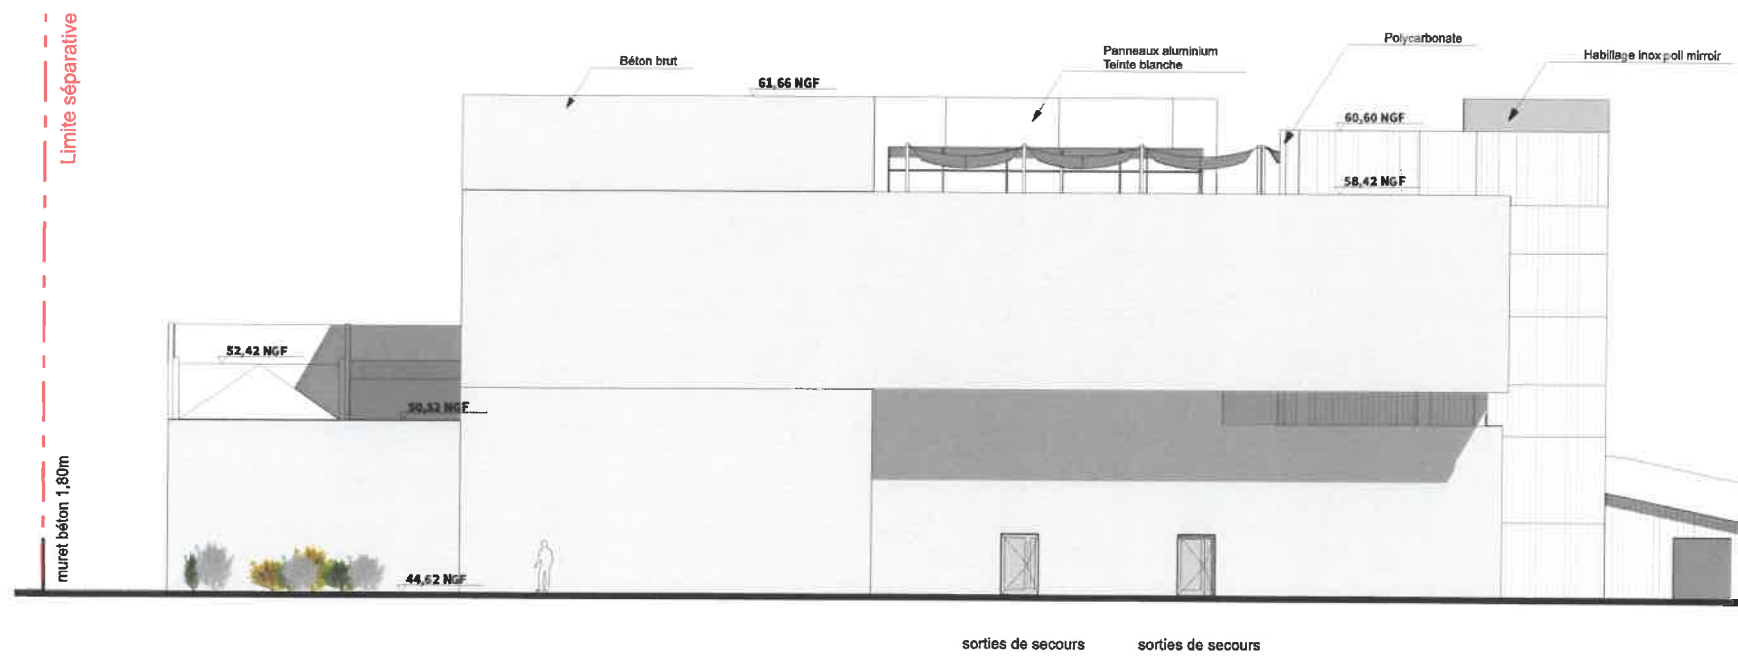 Limite séparative
Béton brut
Panneaux aluminium
Teinte blanche
Polycarbonate
Habillage inox poli mirroir
61,66 NGF
60,60 NGF
58,42 NGF
52,42 NGF
50,52 NGF
muret béton 1,80m
44,62 NGF
sorties de secours
sorties de secours